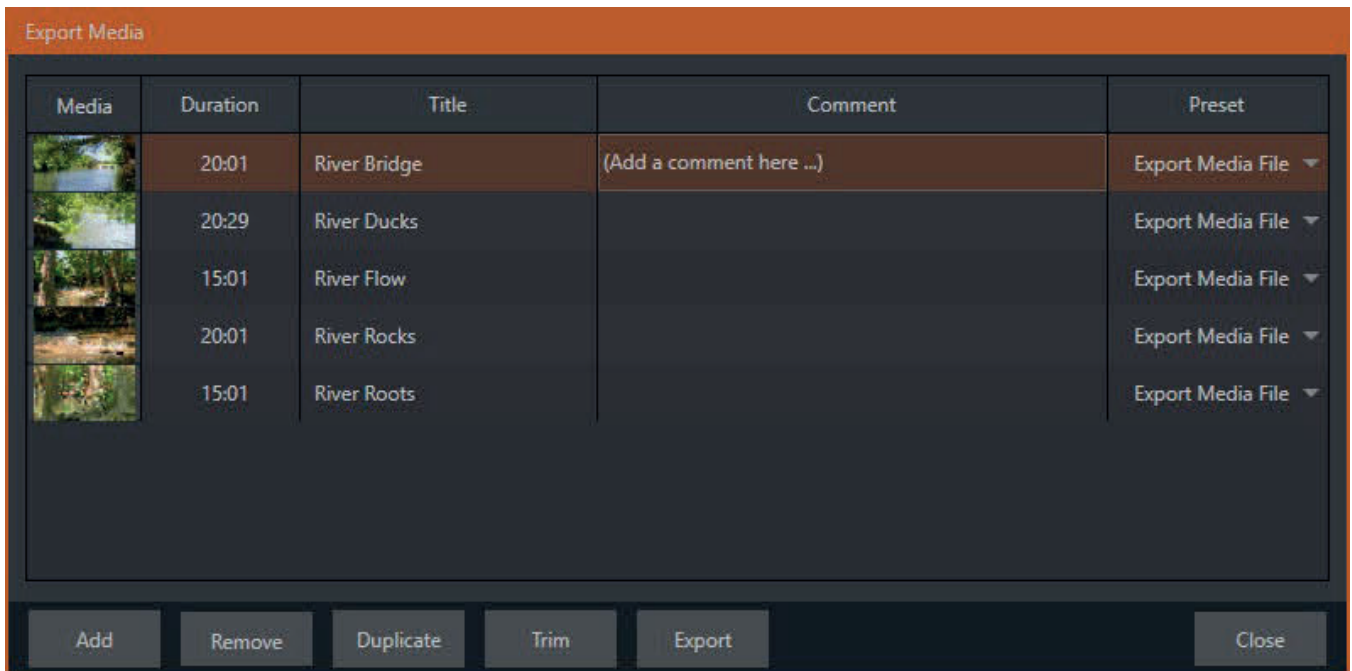 Export Media
Media Duration Title Comment Preset
20:01 River Bridge (Add a comment here ...) Export Media File
20:29 River Ducks Export Media File
15:01 River Flow Export Media File
20:01 River Rocks Export Media File
15:01 River Roots Export Media File
Add Remove Duplicate Trim Export Close